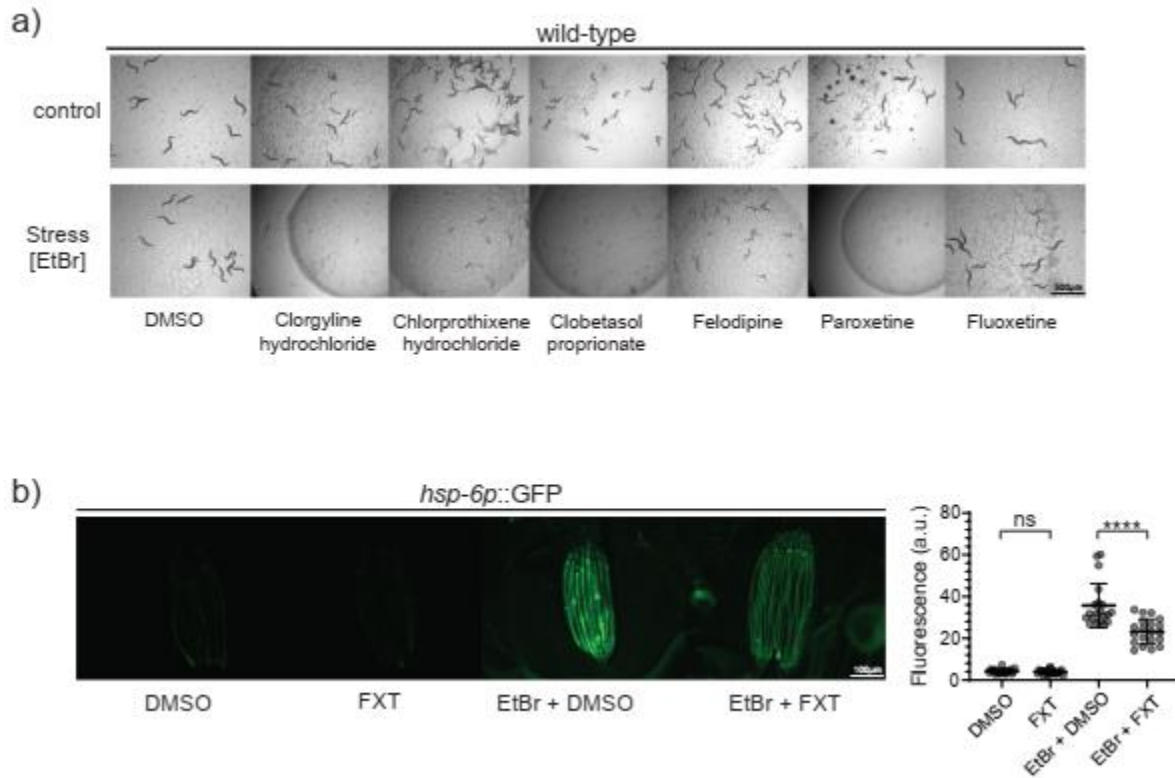 a)
wild-type
control
Stress
[EtBr]
500µm
DMSO
Clorgyline
hydrochloride
Chlorprothixene
hydrochloride
Clobetasol
proprionate
Felodipine
Paroxetine
Fluoxetine
b)
hsp-6p::GFP
100µm
DMSO
FXT
EtBr + DMSO
EtBr + FXT
Fluorescence (a.u.)
80
60
40
20
0
ns
****
DMSO
FXT
EtBr + DMSO
EtBr + FXT